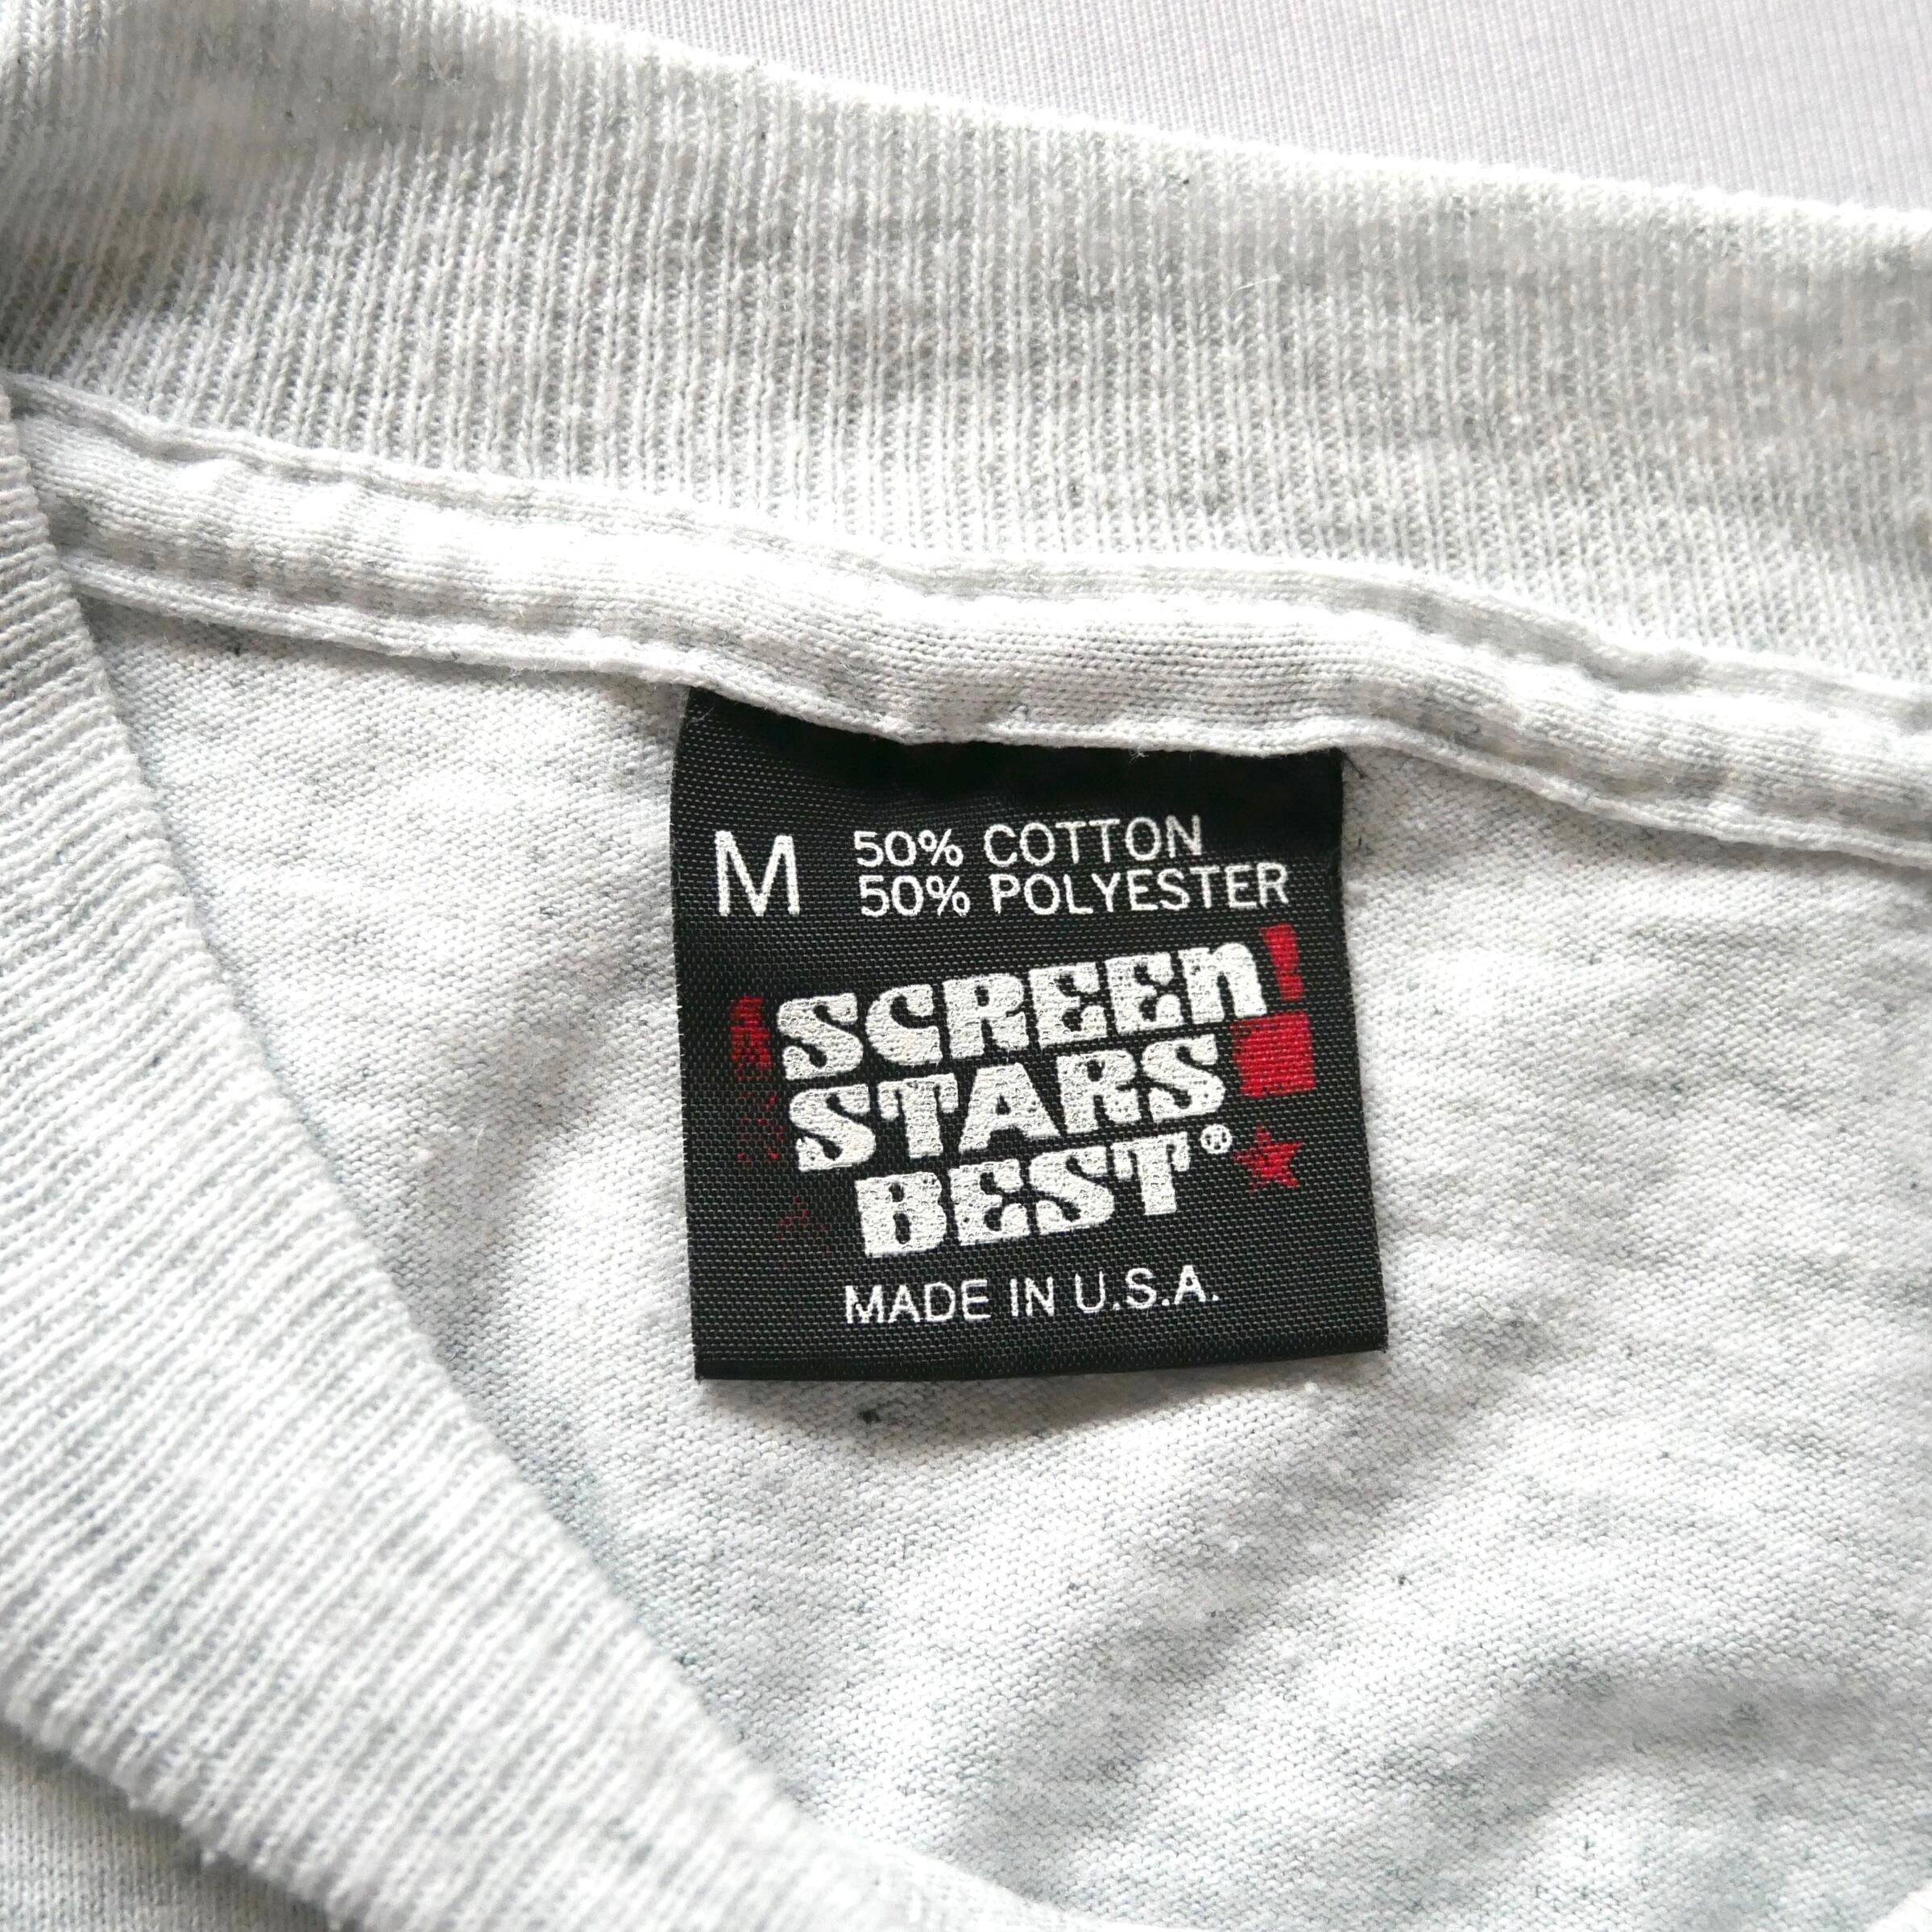 M 50% COTTON
50% POLYESTER
SCREEn
STARS
BEST®
MADE IN U.S.A.